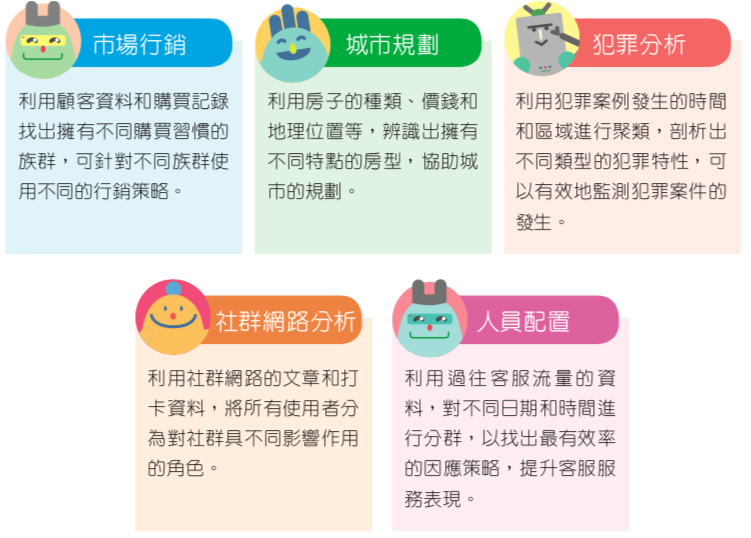 市場行銷
利用顧客資料和購買記錄
找出擁有不同購買習慣的
族群，可針對不同族群使
用不同的行銷策略。
城市規劃
利用房子的種類、價錢和
地理位置等，辨識出擁有
不同特點的房型，協助城
市的規劃。
犯罪分析
利用犯罪案例發生的時間
和區域進行聚類，剖析出
不同類型的犯罪特性，可
以有效地監測犯罪案件的
發生。
社群網路分析
利用社群網路的文章和打
卡資料，將所有使用者分
為對社群具不同影響作用
的角色。
人員配置
利用過往客服流量的資
料，對不同日期和時間進
行分群，以找出最有效率
的因應策略，提升客服服
務表現。